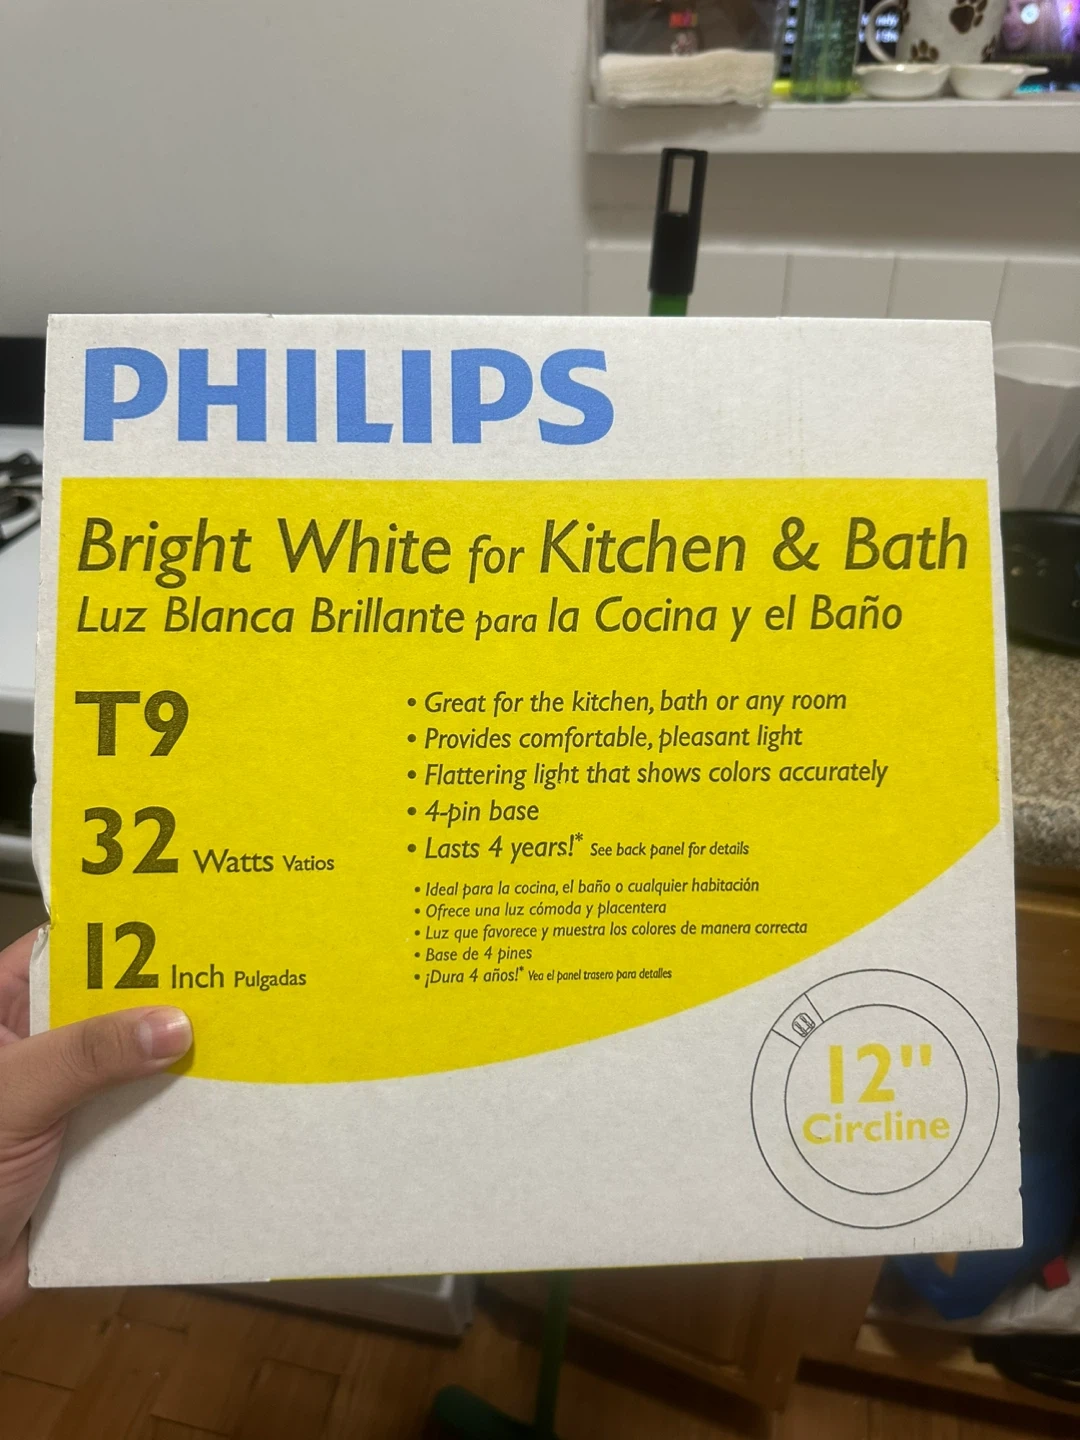 PHILIPS
Bright White for Kitchen & Bath
Luz Blanca Brillante para la Cocina y el Baño
T9
32 Watts Vatios
12 Inch Pulgadas
• Great for the kitchen, bath or any room
• Provides comfortable, pleasant light
• Flattering light that shows colors accurately
• 4-pin base
• Lasts 4 years!* See back panel for details
• Ideal para la cocina, el baño o cualquier habitación
• Ofrece una luz cómoda y placentera
• Luz que favorece y muestra los colores de manera correcta
• Base de 4 pines
• ¡Dura 4 años!* Vea el panel trasero para detalles
12"
Circline